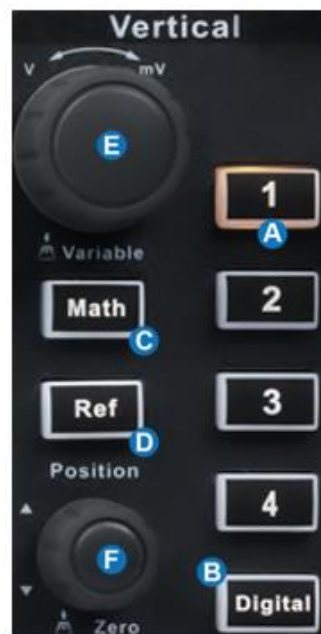 Vertical
V mV
E
1
A
Variable
Math
2
C
Ref
3
D
Position
4
F
B
Digital
Zero